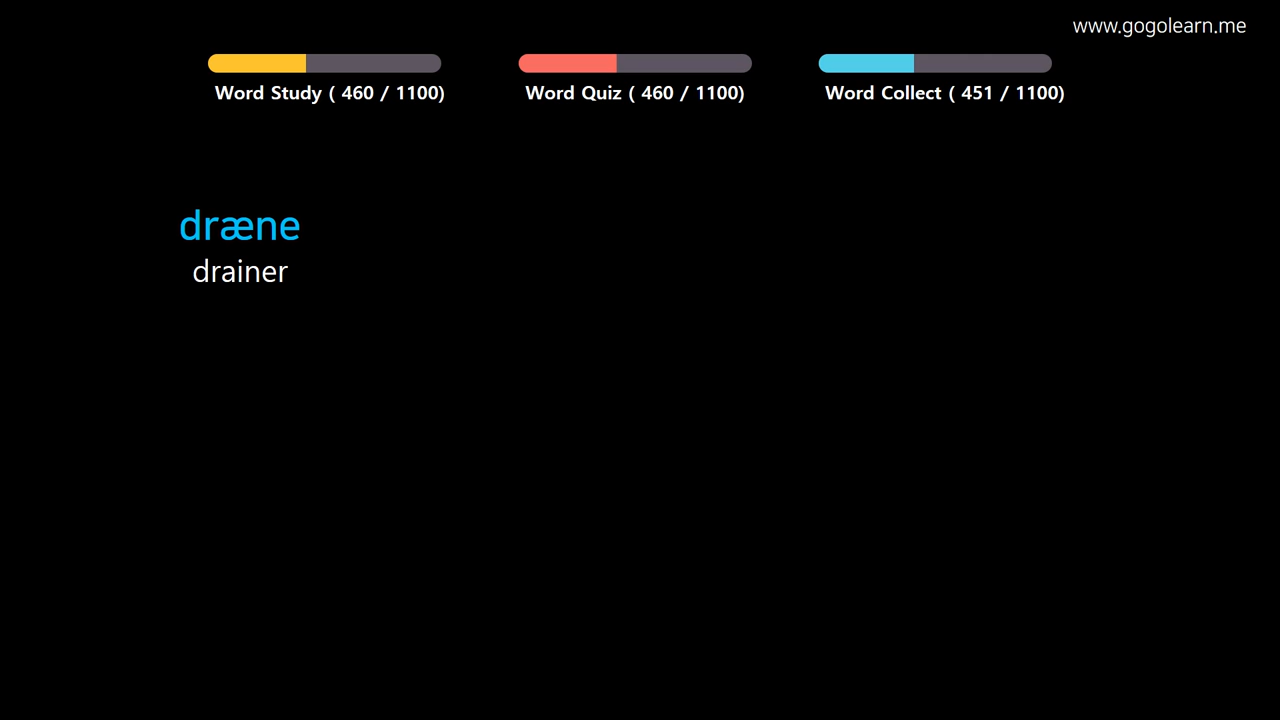 www.gogolearn.me
Word Study ( 460 / 1100)
Word Quiz ( 460 / 1100)
Word Collect ( 451 / 1100)
dræne
drainer